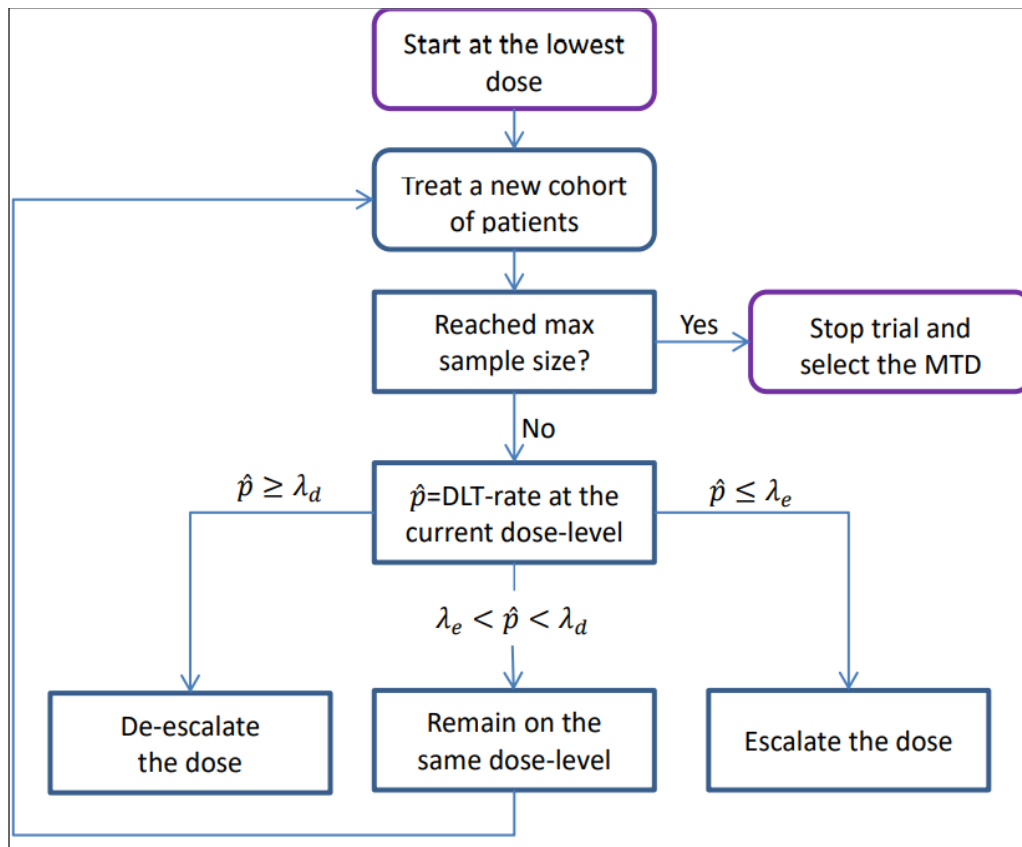 Start at the lowest
dose
Treat a new cohort
of patients
Reached max
sample size?
Yes
Stop trial and
select the MTD
No
p̂ ≥ λ_d
p̂=DLT-rate at the
current dose-level
p̂ ≤ λ_e
λ_e < p̂ < λ_d
De-escalate
the dose
Remain on the
same dose-level
Escalate the dose